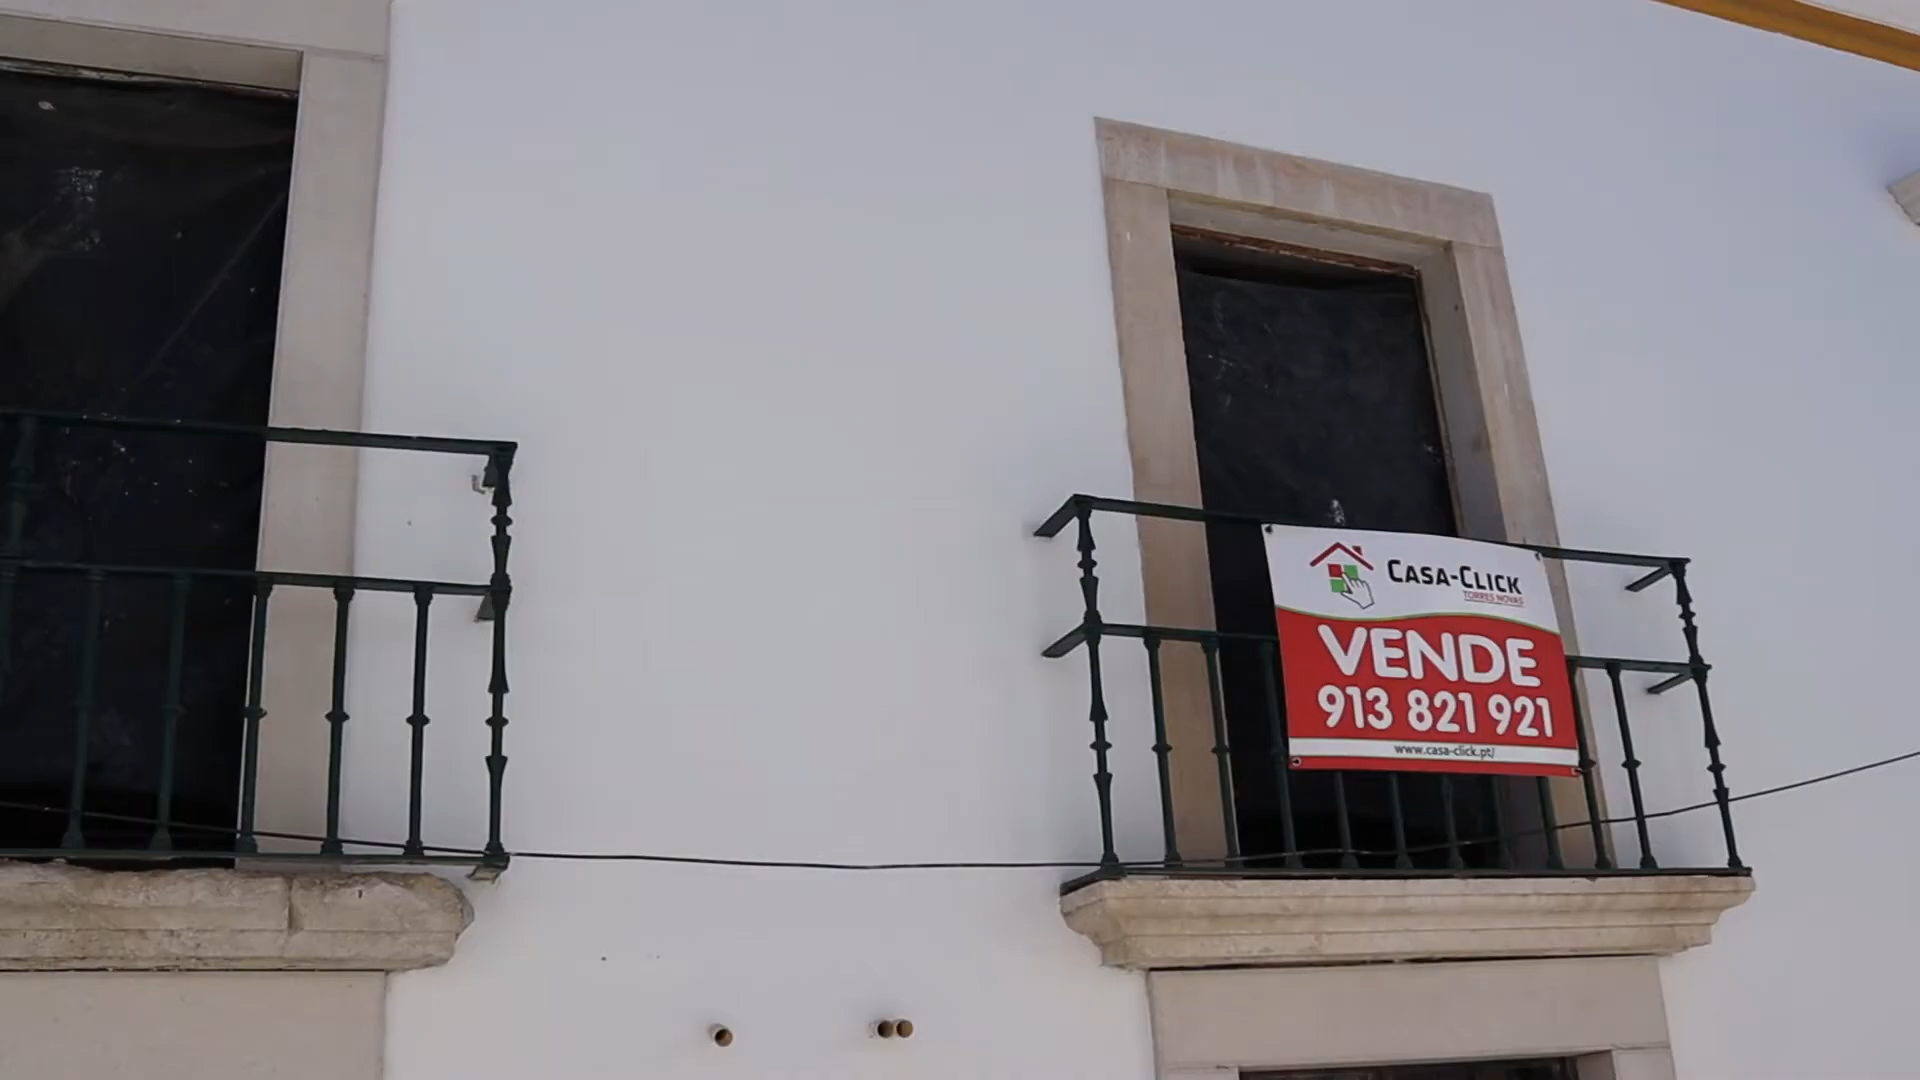 CASA-CLICK
TORRES NOVAS
VENDE
913 821 921
www.casa-click.pt/